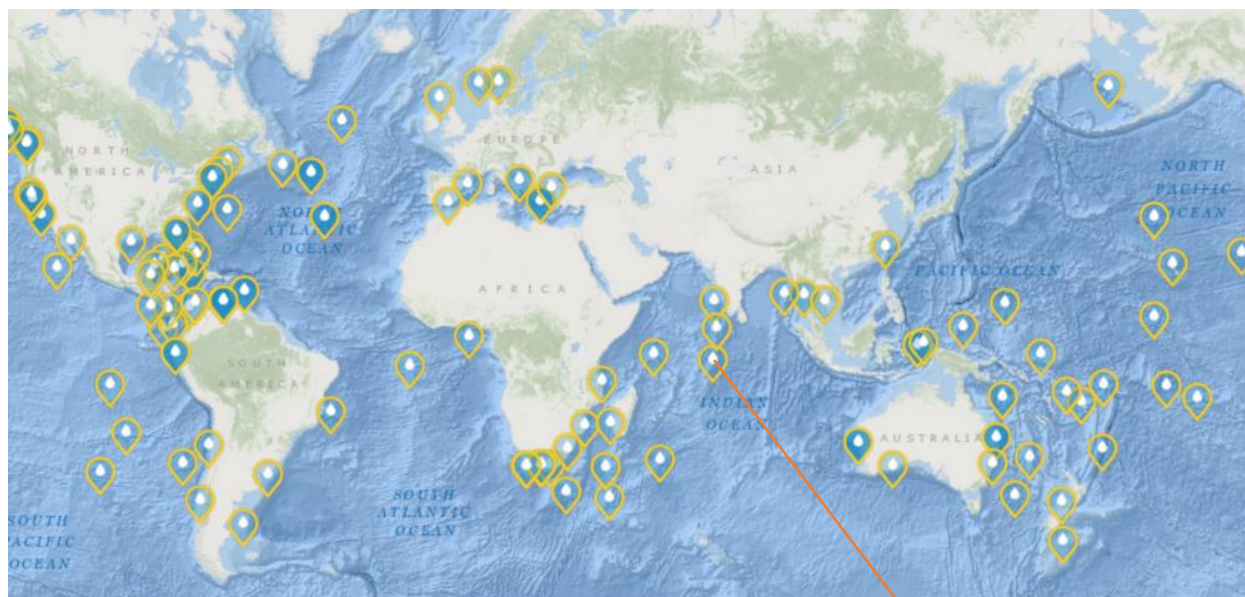 NORTH
AMERICA
EUROPE
ASIA
NORTH
PACIFIC
OCEAN
NORTH
ATLANTIC
OCEAN
PACIFIC OCEAN
AFRICA
SOUTH
AMERICA
INDIAN
OCEAN
AUSTRALIA
SOUTH
ATLANTIC
OCEAN
SOUTH
PACIFIC
OCEAN